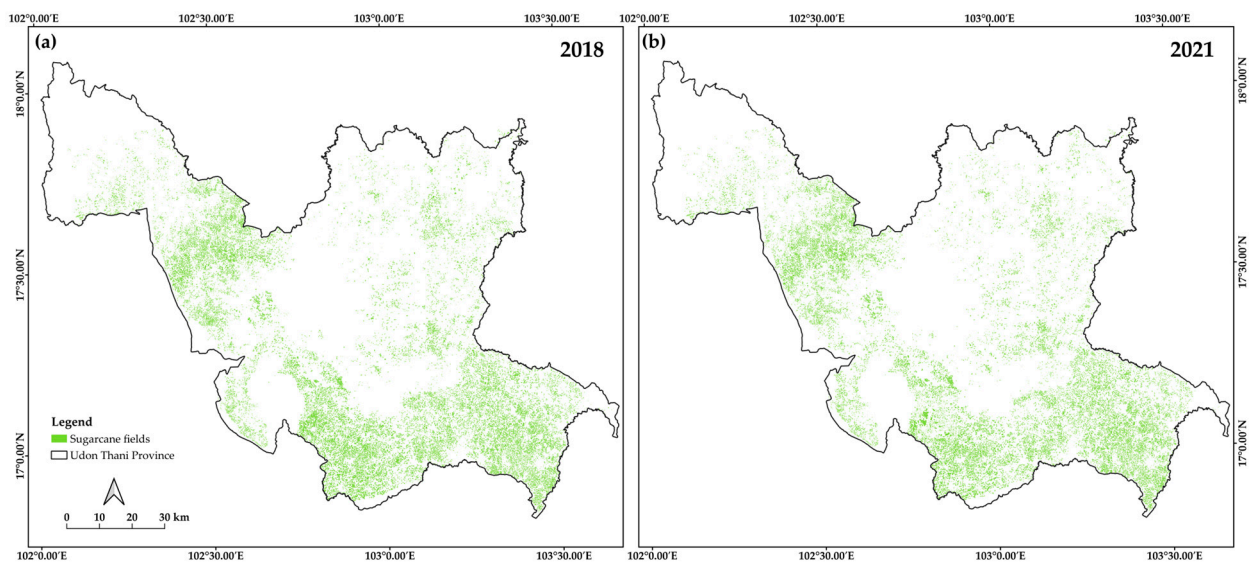 102°0.00′E 102°30.00′E 103°0.00′E 103°30.00′E 102°0.00′E 102°30.00′E 103°0.00′E 103°30.00′E
(a) 2018 (b) 2021
18°0.00′N 18°0.00′N
17°30.00′N 17°30.00′N
17°0.00′N 17°0.00′N
Legend
Sugarcane fields
Udon Thani Province
0 10 20 30 km
102°0.00′E 102°30.00′E 103°0.00′E 103°30.00′E 102°0.00′E 102°30.00′E 103°0.00′E 103°30.00′E